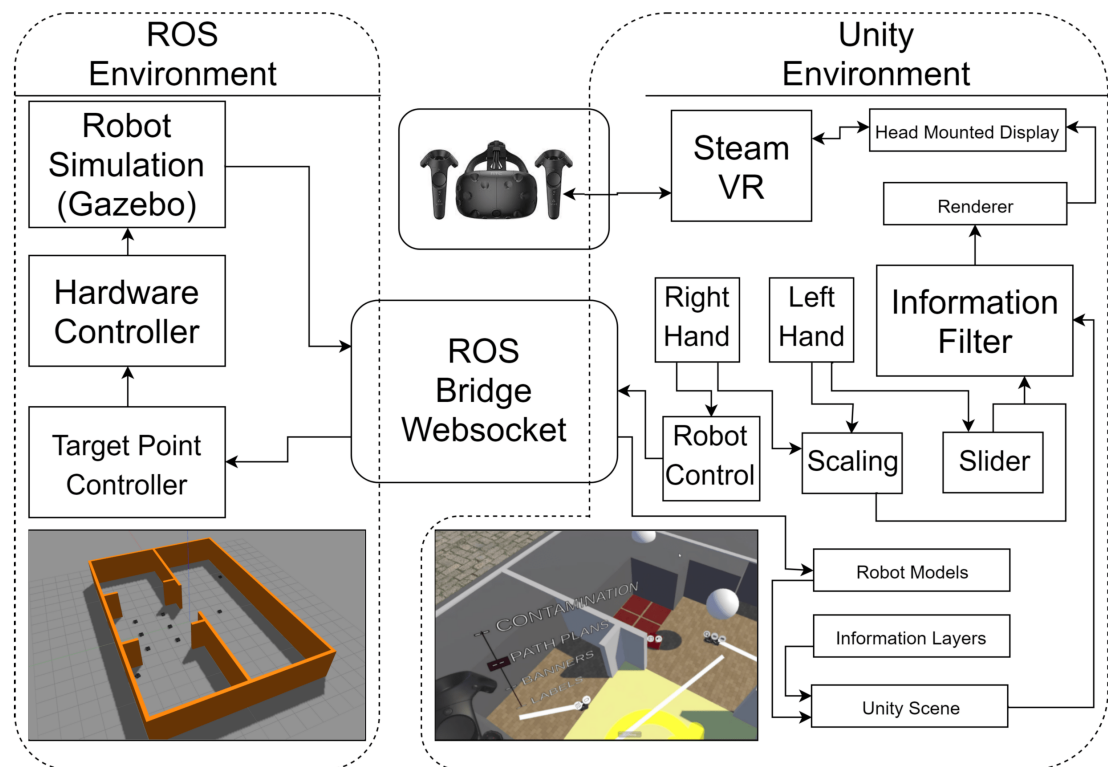 ROS
Environment
Robot
Simulation
(Gazebo)
Hardware
Controller
Target Point
Controller
ROS
Bridge
Websocket
Unity
Environment
Steam
VR
Head Mounted Display
Renderer
Information
Filter
Right
Hand
Left
Hand
Robot
Control
Scaling
Slider
Robot Models
Information Layers
Unity Scene
CONTAMINATION
PATH PLANS
BANNERS
LABELS